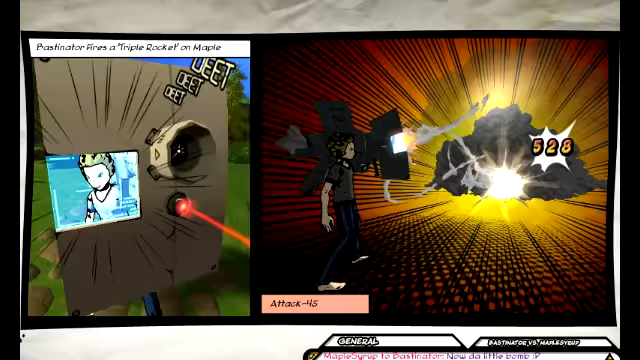 Bastinator fires a 'Triple Rocket' on Maple
DEET
DEET
DEET
528
Attack-45
GENERAL
BASTINATOR VS. MAPLESYRUP
MapleSyrup to Bastinator: Now da little bomb :P